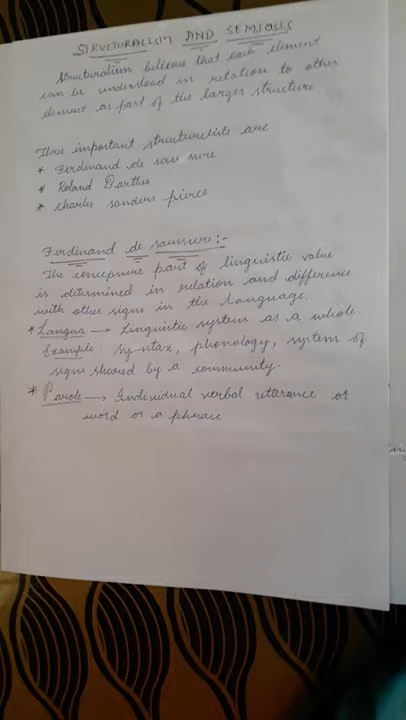 STRUCTURALISM AND SEMIOSIS
Structuralism believes that each element
can be understood in relation to other
element as part of the larger structure
Three important structuralists are
* Ferdinand de sau sure
* Roland Barthes
* Charles sanders pierce
Ferdinand de saussure :-
The part of linguistic value
is determined in relation and difference
with other signs in the language.
* Langua → Linguistic system as a whole.
Example: Syntax, phonology, system of
signs shared by a community.
* Parole → Individual verbal utterance or
word or a phrase